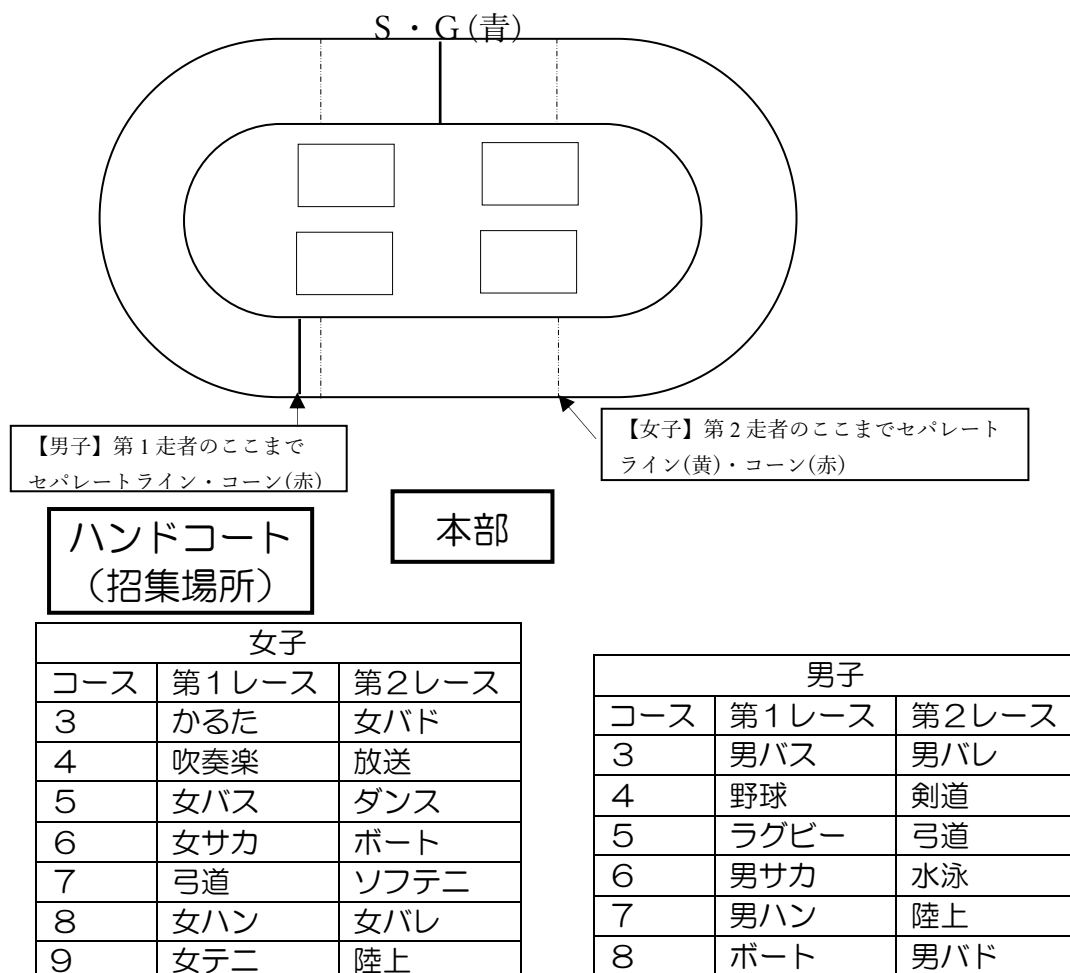 S ・ G(青)
【男子】第1走者のここまで
セパレートライン・コーン(赤)
【女子】第2走者のここまでセパレート
ライン(黄)・コーン(赤)
本部
ハンドコート
（招集場所）
女子
コース 第１レース 第２レース
３ かるた 女バド
４ 吹奏楽 放送
５ 女バス ダンス
６ 女サカ ボート
７ 弓道 ソフテニ
８ 女ハン 女バレ
９ 女テニ 陸上
男子
コース 第１レース 第２レース
３ 男バス 男バレ
４ 野球 剣道
５ ラグビー 弓道
６ 男サカ 水泳
７ 男ハン 陸上
８ ボート 男バド